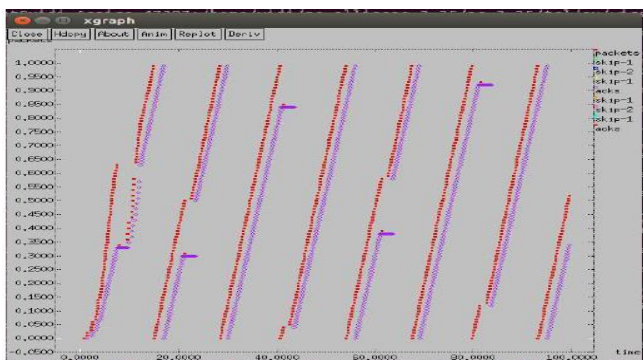 xgraph
Close Hdcpy About Anim Replot Deriv
packets
1.0000
0.9500
0.9000
0.8500
0.8000
0.7500
0.7000
0.6500
0.6000
0.5500
0.5000
0.4500
0.4000
0.3500
0.3000
0.2500
0.2000
0.1500
0.1000
0.0500
0.0000
-0.0500
0.0000 20.0000 40.0000 60.0000 80.0000 100.0000
time
packets
skip-1
skip-2
skip-1
acks
skip-1
skip-2
skip-1
acks